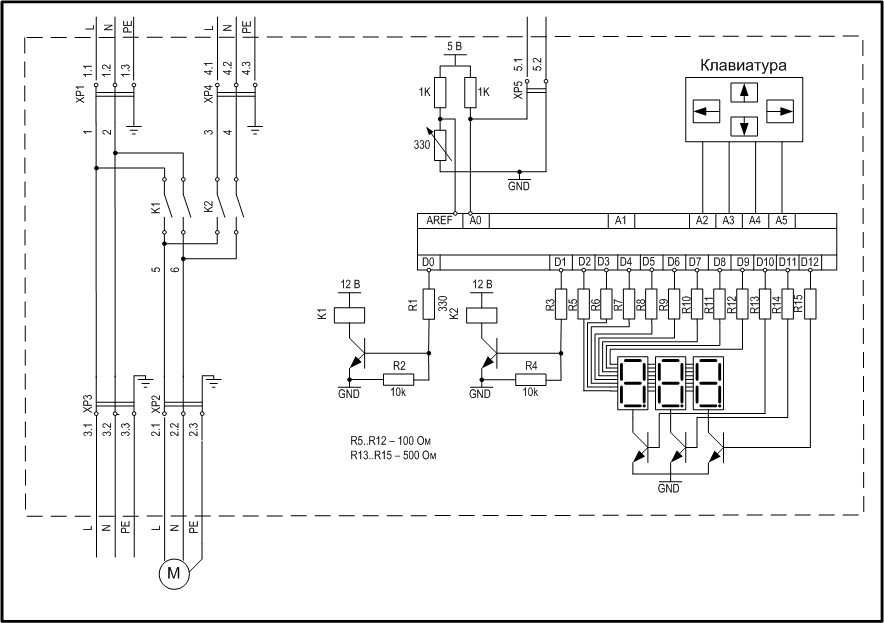 L N PE L N PE
1.1 1.2 1.3 4.1 4.2 4.3 5.1 5.2
5 В
Клавиатура
XP1 XP4 1K 1K XP5
1 2 3 4 330
GND
K1 K2
AREF A0 A1 A2 A3 A4 A5
D0 D1 D2 D3 D4 D5 D6 D7 D8 D9 D10 D11 D12
5 6
12 В 12 В
K1 R1 330 K2 R3 R5 R6 R7 R8 R9 R10 R11 R12 R13 R14 R15
R2 R4
GND 10k GND 10k
XP3 XP2
3.1 3.2 3.3 2.1 2.2 2.3
R5..R12 – 100 Ом
R13..R15 – 500 Ом
GND
L N PE L N PE
M